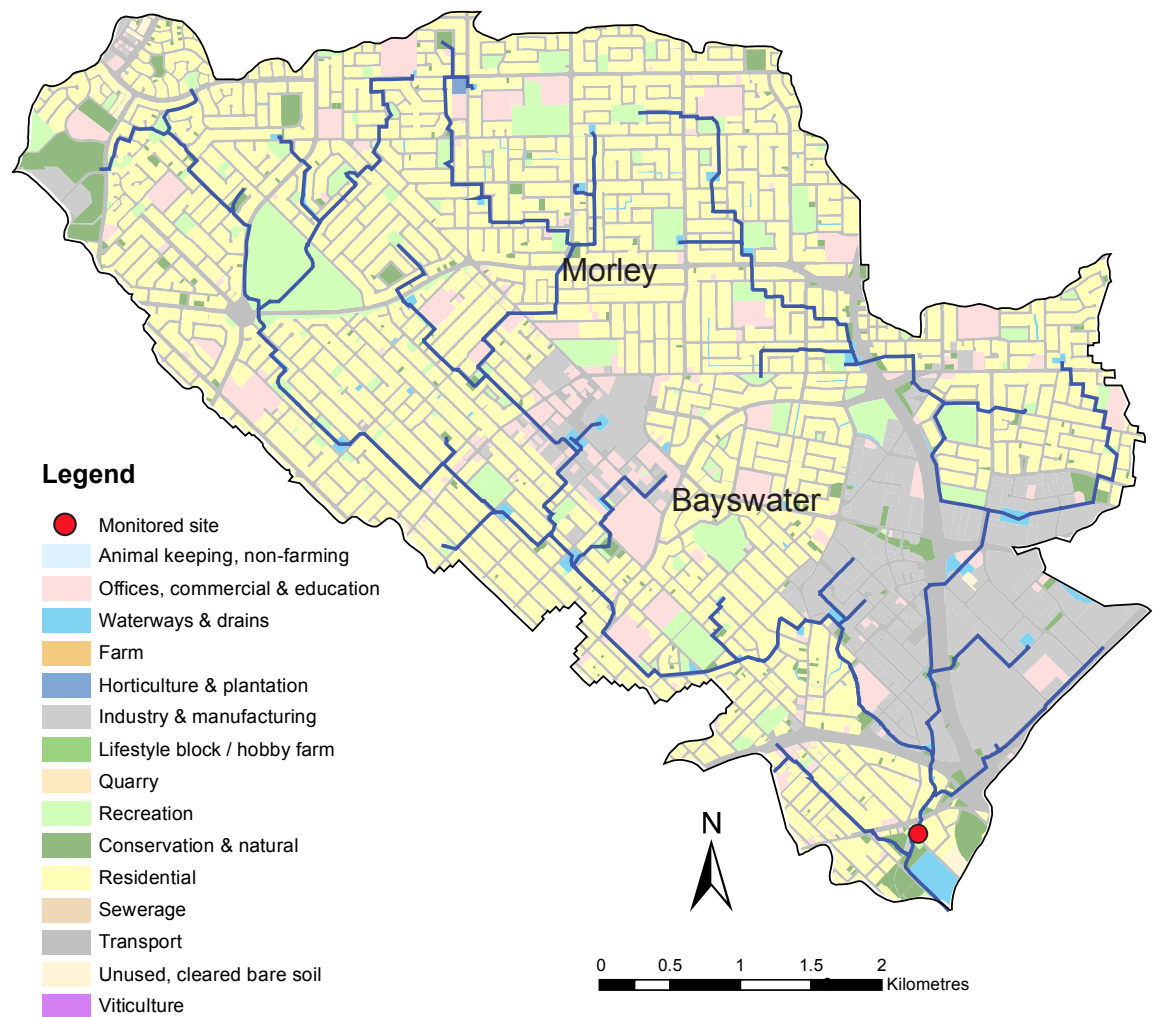 Morley
Bayswater
Legend
Monitored site
Animal keeping, non-farming
Offices, commercial & education
Waterways & drains
Farm
Horticulture & plantation
Industry & manufacturing
Lifestyle block / hobby farm
Quarry
Recreation
Conservation & natural
Residential
Sewerage
Transport
Unused, cleared bare soil
Viticulture
N
0 0.5 1 1.5 2
Kilometres